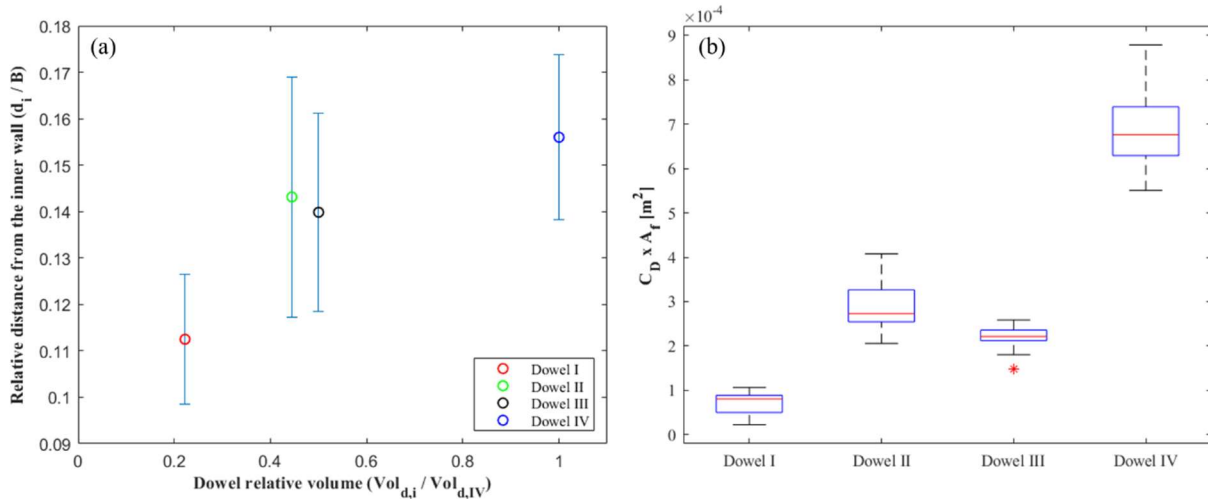 (a)
Relative distance from the inner wall (d_i / B)
0.18
0.17
0.16
0.15
0.14
0.13
0.12
0.11
0.1
0.09
0
0.2
0.4
0.6
0.8
1
Dowel relative volume (Vol_d,i / Vol_d,IV)
Dowel I
Dowel II
Dowel III
Dowel IV
(b)
×10⁻⁴
C_D x A_f [m²]
9
8
7
6
5
4
3
2
1
0
Dowel I
Dowel II
Dowel III
Dowel IV